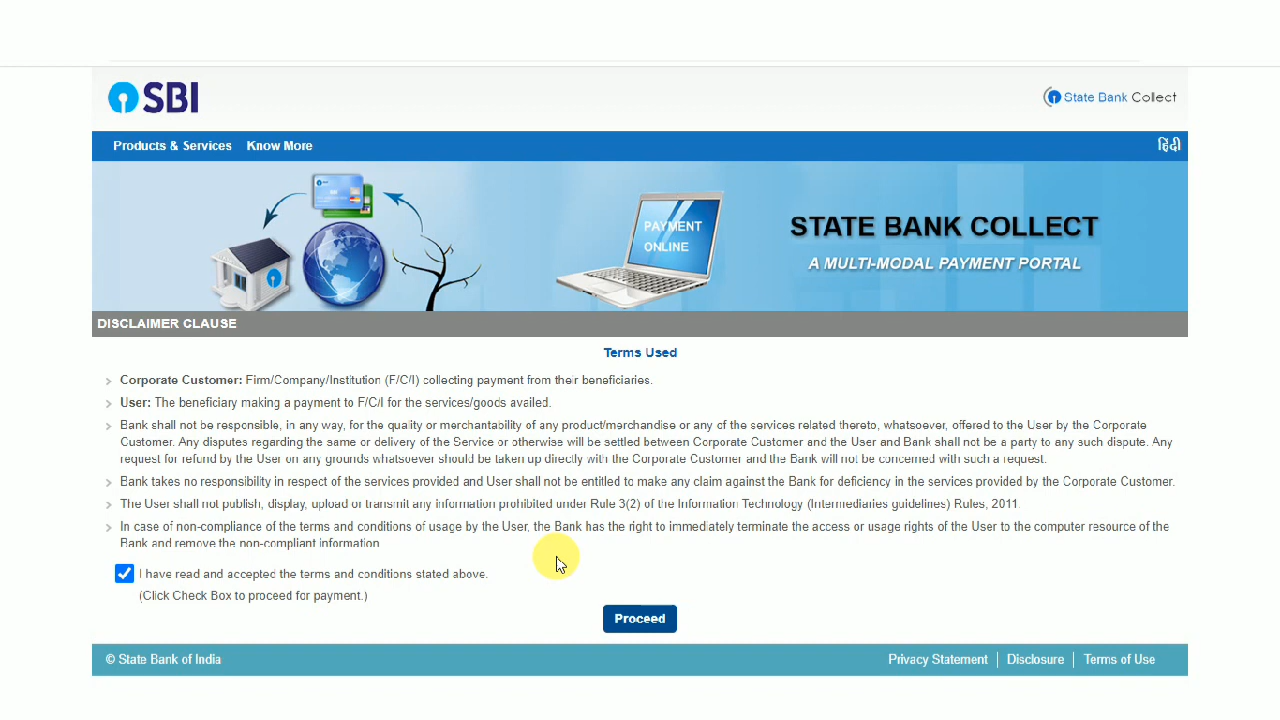 SBI
State Bank Collect
Products & Services Know More हिंदी
PAYMENT
ONLINE
STATE BANK COLLECT
A MULTI-MODAL PAYMENT PORTAL
DISCLAIMER CLAUSE
Terms Used
Corporate Customer: Firm/Company/Institution (F/C/I) collecting payment from their beneficiaries.
User: The beneficiary making a payment to F/C/I for the services/goods availed.
Bank shall not be responsible, in any way, for the quality or merchantability of any product/merchandise or any of the services related thereto, whatsoever, offered to the User by the Corporate
Customer. Any disputes regarding the same or delivery of the Service or otherwise will be settled between Corporate Customer and the User and Bank shall not be a party to any such dispute. Any
request for refund by the User on any grounds whatsoever should be taken up directly with the Corporate Customer and the Bank will not be concerned with such a request.
Bank takes no responsibility in respect of the services provided and User shall not be entitled to make any claim against the Bank for deficiency in the services provided by the Corporate Customer.
The User shall not publish, display, upload or transmit any information prohibited under Rule 3(2) of the Information Technology (Intermediaries guidelines) Rules, 2011.
In case of non-compliance of the terms and conditions of usage by the User, the Bank has the right to immediately terminate the access or usage rights of the User to the computer resource of the
Bank and remove the non-compliant information.
I have read and accepted the terms and conditions stated above.
(Click Check Box to proceed for payment.)
Proceed
© State Bank of India Privacy Statement Disclosure Terms of Use